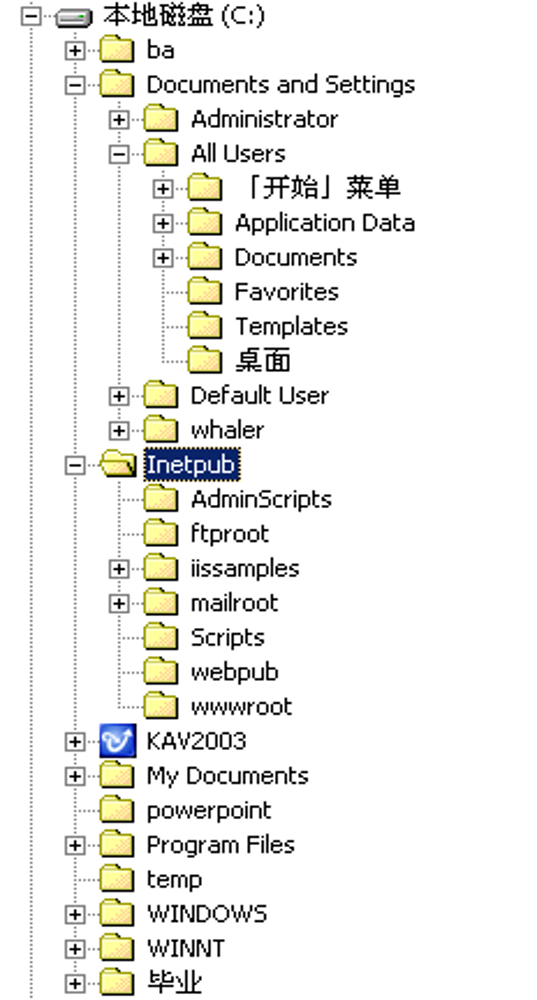 本地磁盘 (C:)
ba
Documents and Settings
Administrator
All Users
「开始」菜单
Application Data
Documents
Favorites
Templates
桌面
Default User
whaler
Inetpub
AdminScripts
ftproot
iissamples
mailroot
Scripts
webpub
wwwroot
KAV2003
My Documents
powerpoint
Program Files
temp
WINDOWS
WINNT
毕业